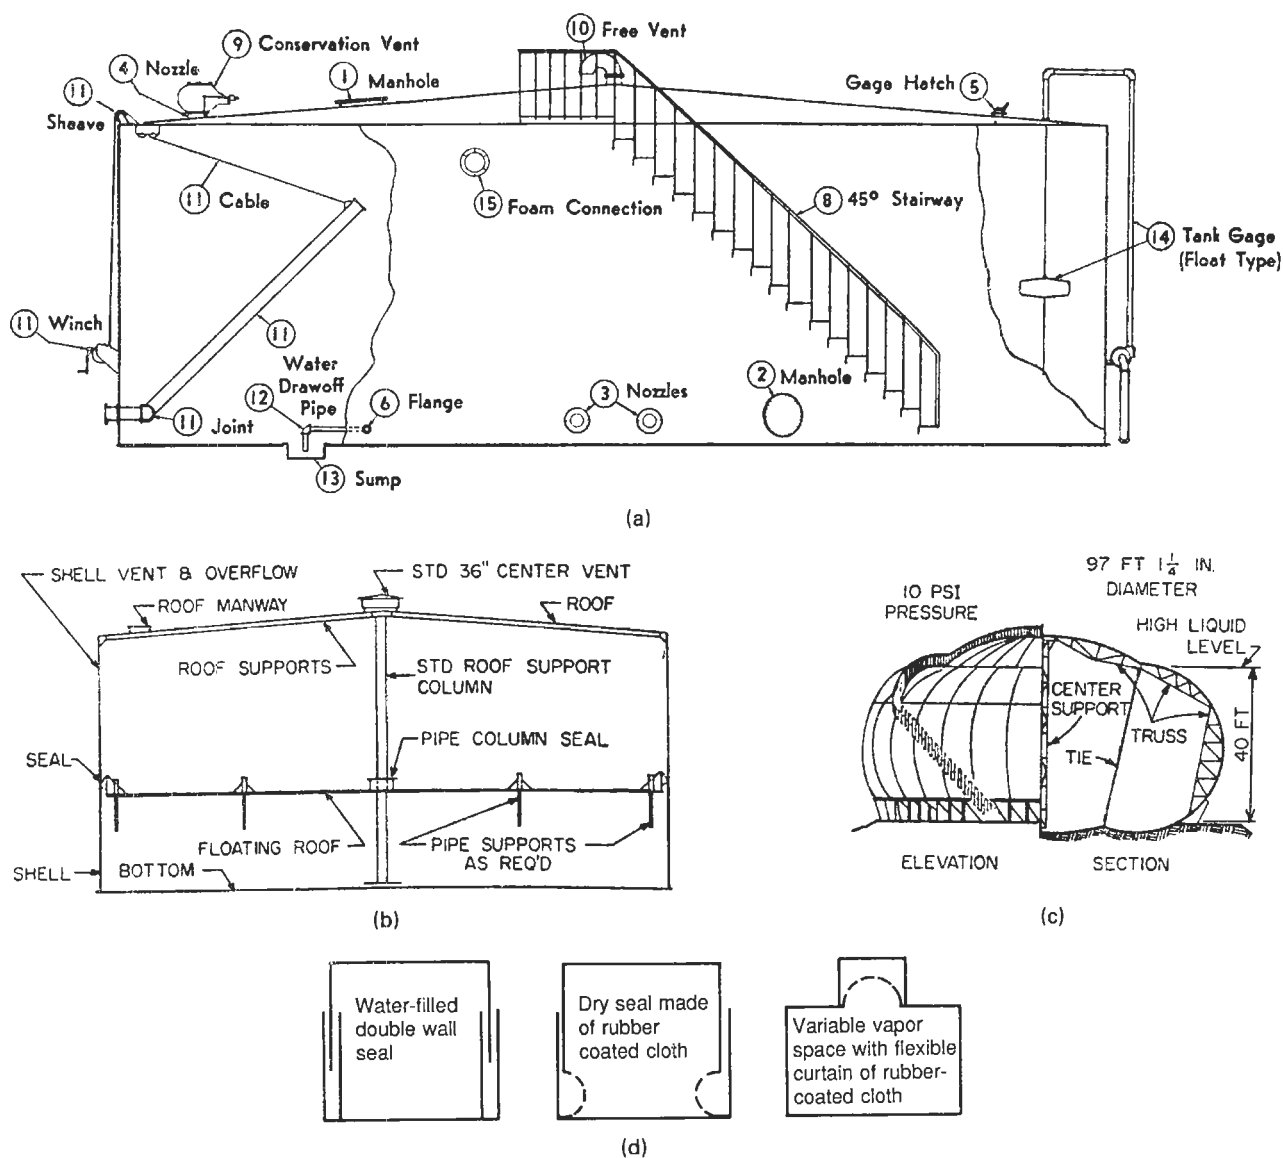 10 Free Vent
9 Conservation Vent
4 Nozzle
1 Manhole
11
Sheave
Gage Hatch 5
11 Cable
15 Foam Connection
8 45° Stairway
14 Tank Gage
(Float Type)
11 Winch
11
Water
Drawoff
Pipe
12
6 Flange
3 Nozzles
2 Manhole
11 Joint
13 Sump
(a)
SHELL VENT & OVERFLOW
STD 36" CENTER VENT
ROOF MANWAY
ROOF
ROOF SUPPORTS
STD ROOF SUPPORT
COLUMN
PIPE COLUMN SEAL
SEAL
FLOATING ROOF
PIPE SUPPORTS
AS REQ'D
SHELL
BOTTOM
(b)
97 FT 1 1/4 IN.
DIAMETER
10 PSI
PRESSURE
HIGH LIQUID
LEVEL
CENTER
SUPPORT
TRUSS
TIE
40 FT
ELEVATION
SECTION
(c)
Water-filled
double wall
seal
Dry seal made
of rubber
coated cloth
Variable vapor
space with flexible
curtain of rubber-
coated cloth
(d)